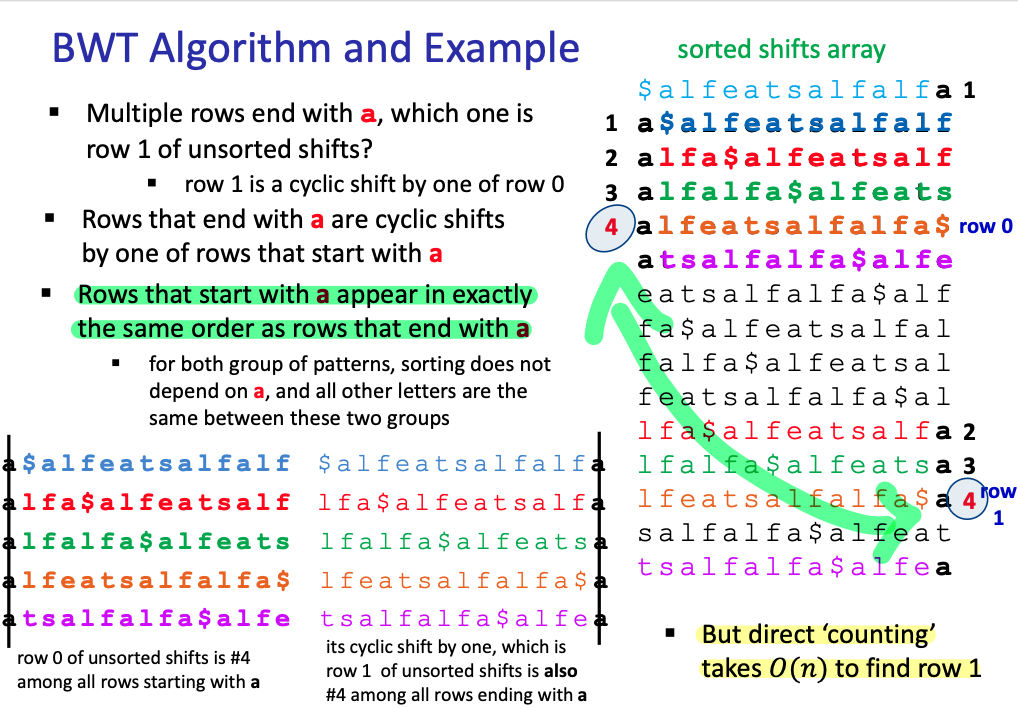 BWT Algorithm and Example
▪ Multiple rows end with a, which one is
row 1 of unsorted shifts?
▪ row 1 is a cyclic shift by one of row 0
▪ Rows that end with a are cyclic shifts
by one of rows that start with a
▪ Rows that start with a appear in exactly
the same order as rows that end with a
▪ for both group of patterns, sorting does not
depend on a, and all other letters are the
same between these two groups
a$alfeatsalfalf
alfa$alfeatsalf
alfalfa$alfeats
alfeatsalfalfa$
atsalfalfa$alfe
row 0 of unsorted shifts is #4
among all rows starting with a
$alfeatsalfalfa
lfa$alfeatsalfa
lfalfa$alfeatsa
lfeatsalfalfa$a
tsalfalfa$alfea
its cyclic shift by one, which is
row 1 of unsorted shifts is also
#4 among all rows ending with a
sorted shifts array
$alfeatsalfalfa 1
1 a$alfeatsalfalf
2 alfa$alfeatsalf
3 alfalfa$alfeats
4 alfeatsalfalfa$ row 0
atsalfalfa$alfe
eatsalfalfa$alf
fa$alfeatsalfal
falfa$alfeatsal
featsalfalfa$al
lfa$alfeatsalfa 2
lfalfa$alfeatsa 3
lfeatsalfalfa$a 4 row
1
salfalfa$alfeat
tsalfalfa$alfea
▪ But direct ‘counting’
takes O(n) to find row 1